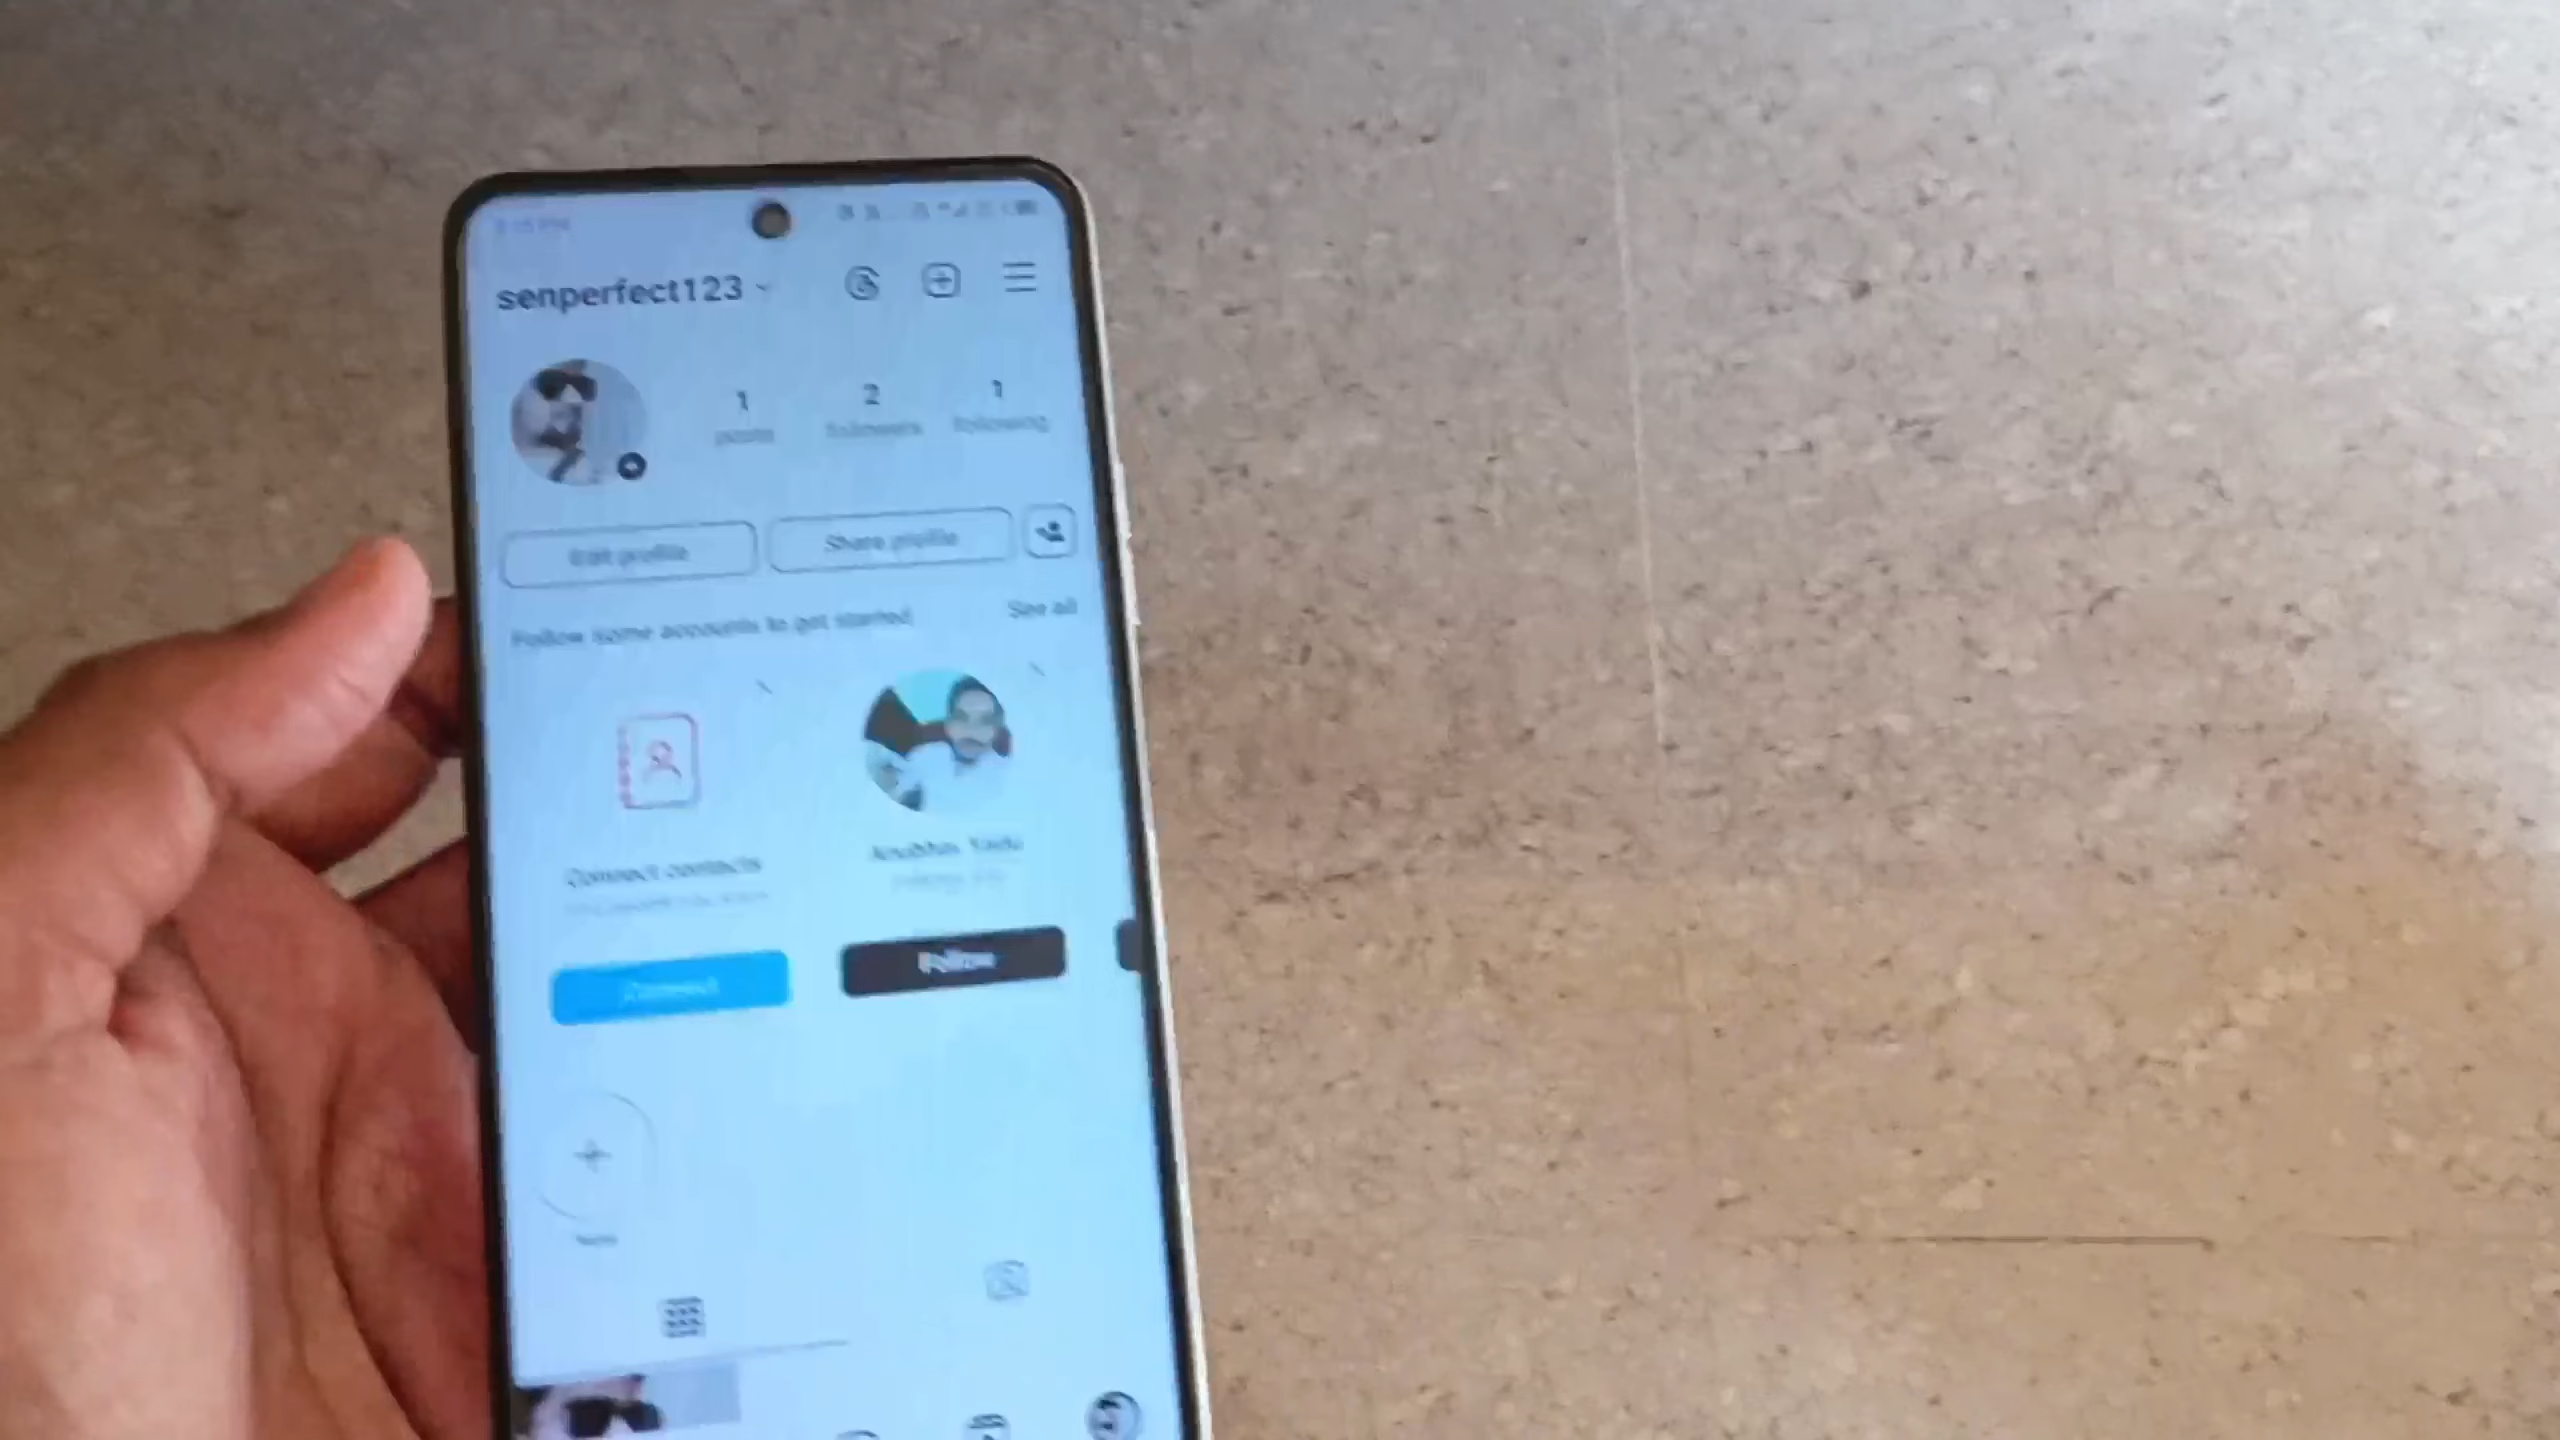 senperfect123
1 2 1
posts followers following
Edit profile Share profile
Follow some accounts to get started See all
Connect contacts
Connect Follow